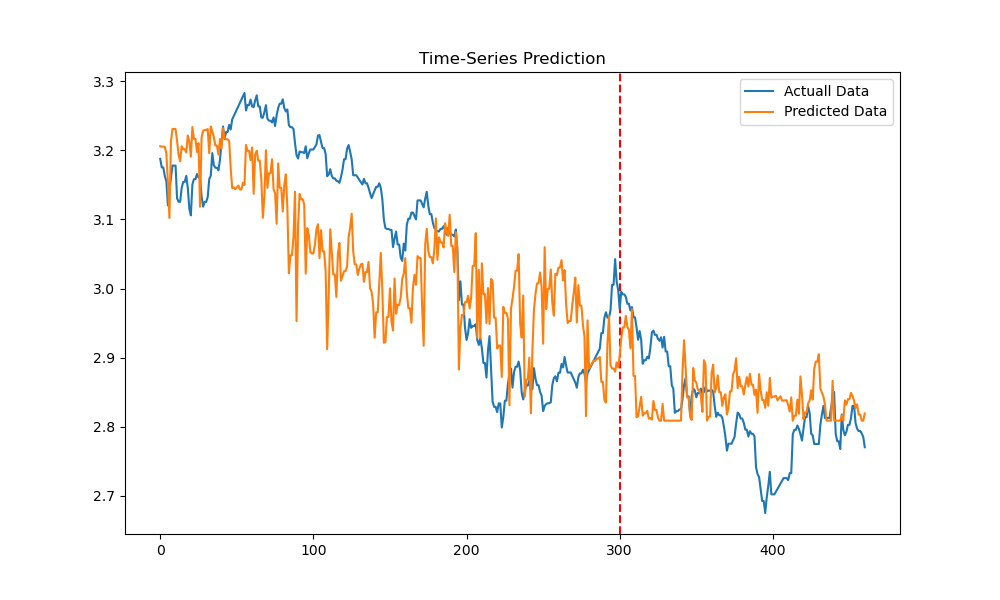 Time-Series Prediction
Actuall Data
Predicted Data
3.3
3.2
3.1
3.0
2.9
2.8
2.7
0 100 200 300 400